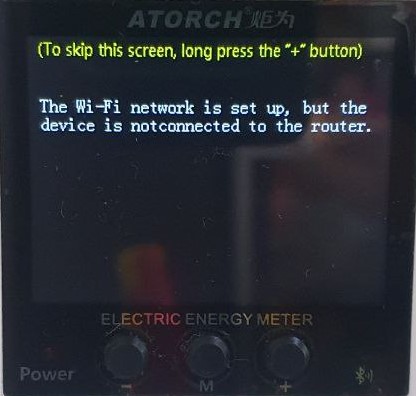 ATORCH® 炬为
(To skip this screen, long press the "+" button)
The Wi-Fi network is set up, but the
device is notconnected to the router.
ELECTRIC ENERGY METER
Power
- M +